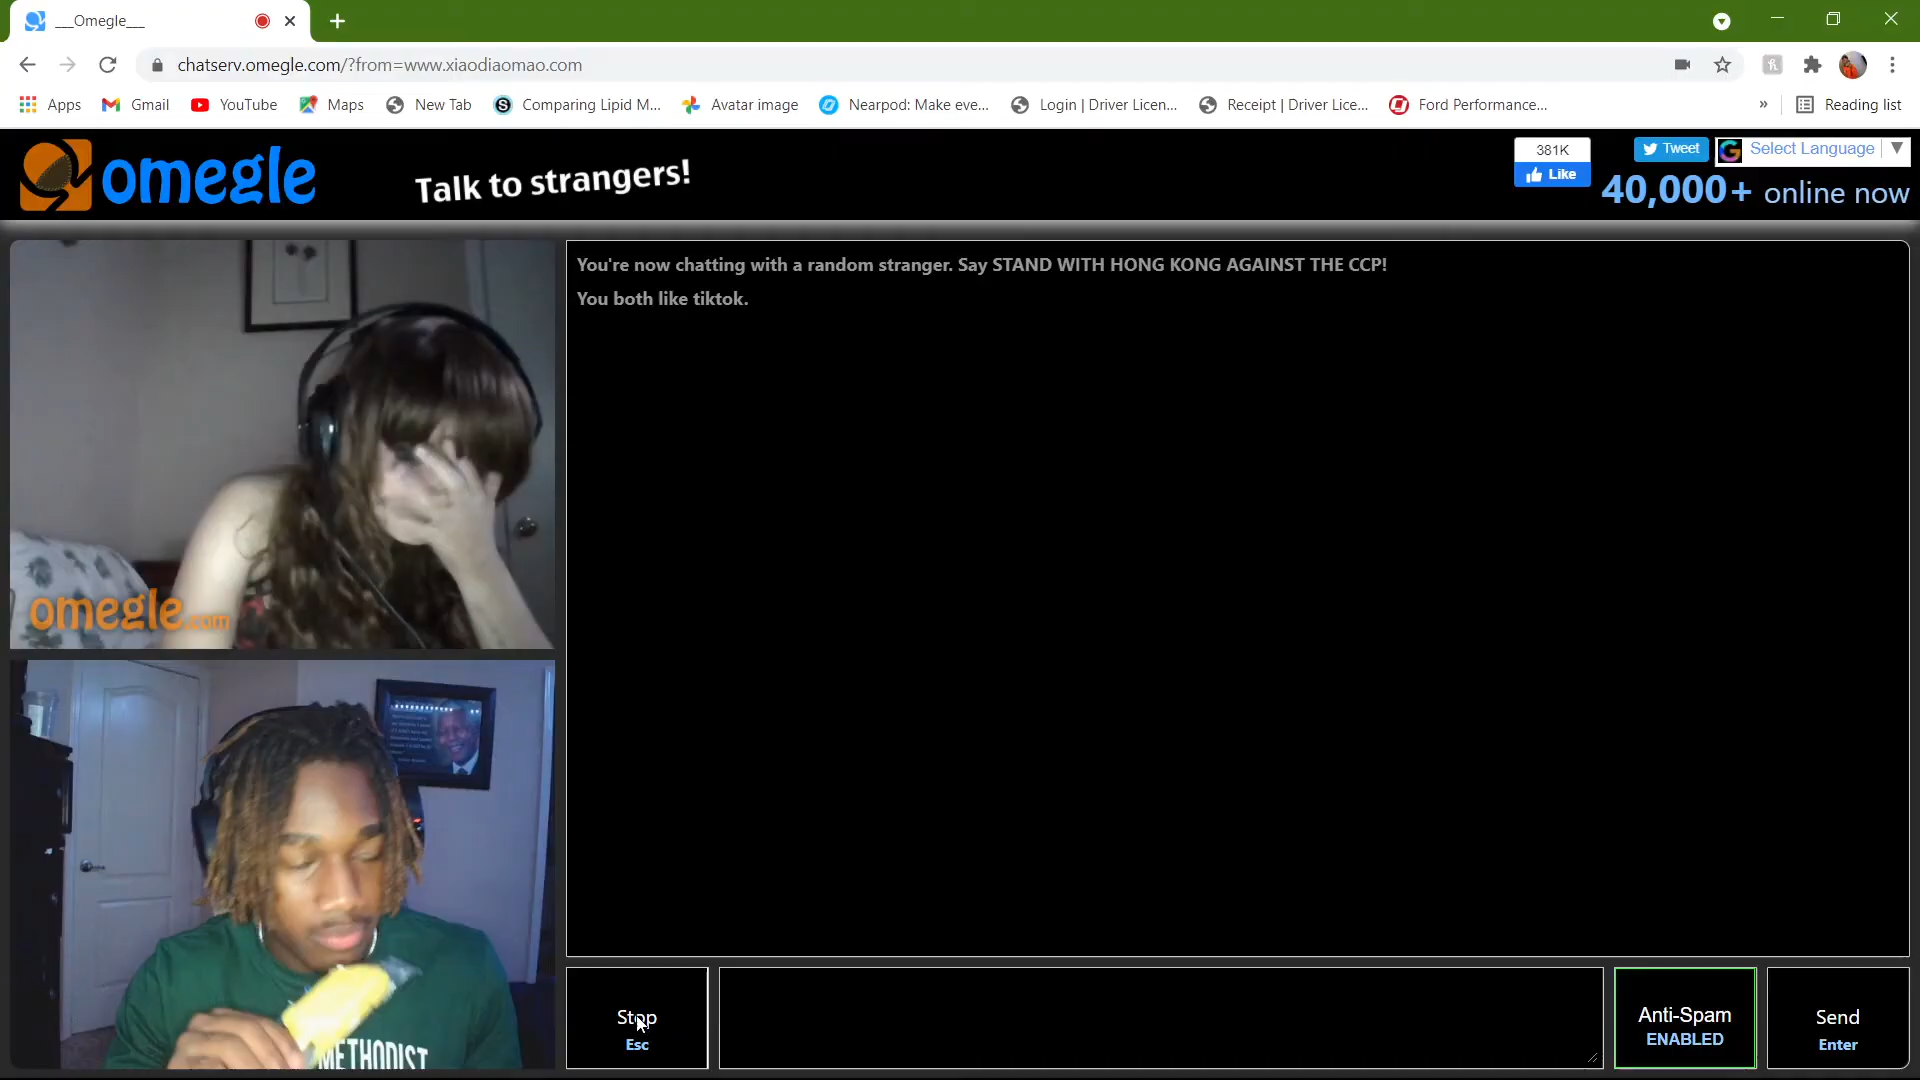 __Omegle__
chatserv.omegle.com/?from=www.xiaodiaomao.com
Apps
Gmail
YouTube
Maps
New Tab
Comparing Lipid M...
Avatar image
Nearpod: Make eve...
Login | Driver Licen...
Receipt | Driver Lice...
Ford Performance...
»
Reading list
omegle
Talk to strangers!
381K
Like
Tweet
Select Language
40,000+ online now
You're now chatting with a random stranger. Say STAND WITH HONG KONG AGAINST THE CCP!
You both like tiktok.
omegle.com
METHODIST
Stop
Esc
Anti-Spam
ENABLED
Send
Enter